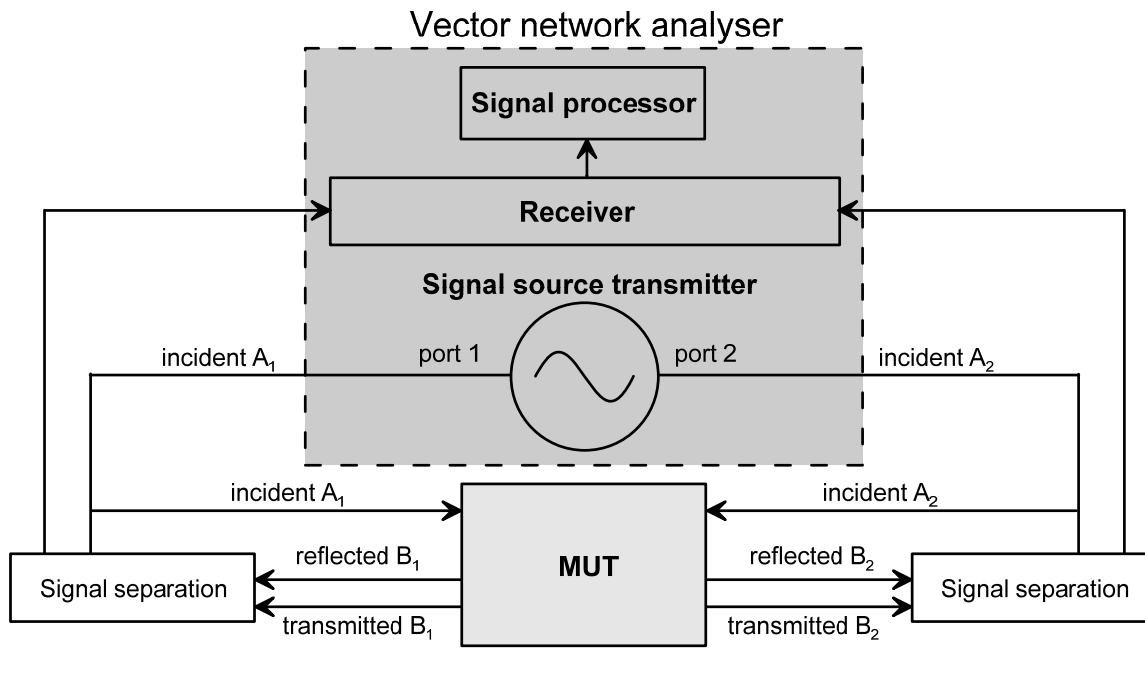 Vector network analyser
Signal processor
Receiver
Signal source transmitter
incident A₁
port 1
port 2
incident A₂
incident A₁
incident A₂
reflected B₁
MUT
reflected B₂
Signal separation
Signal separation
transmitted B₁
transmitted B₂